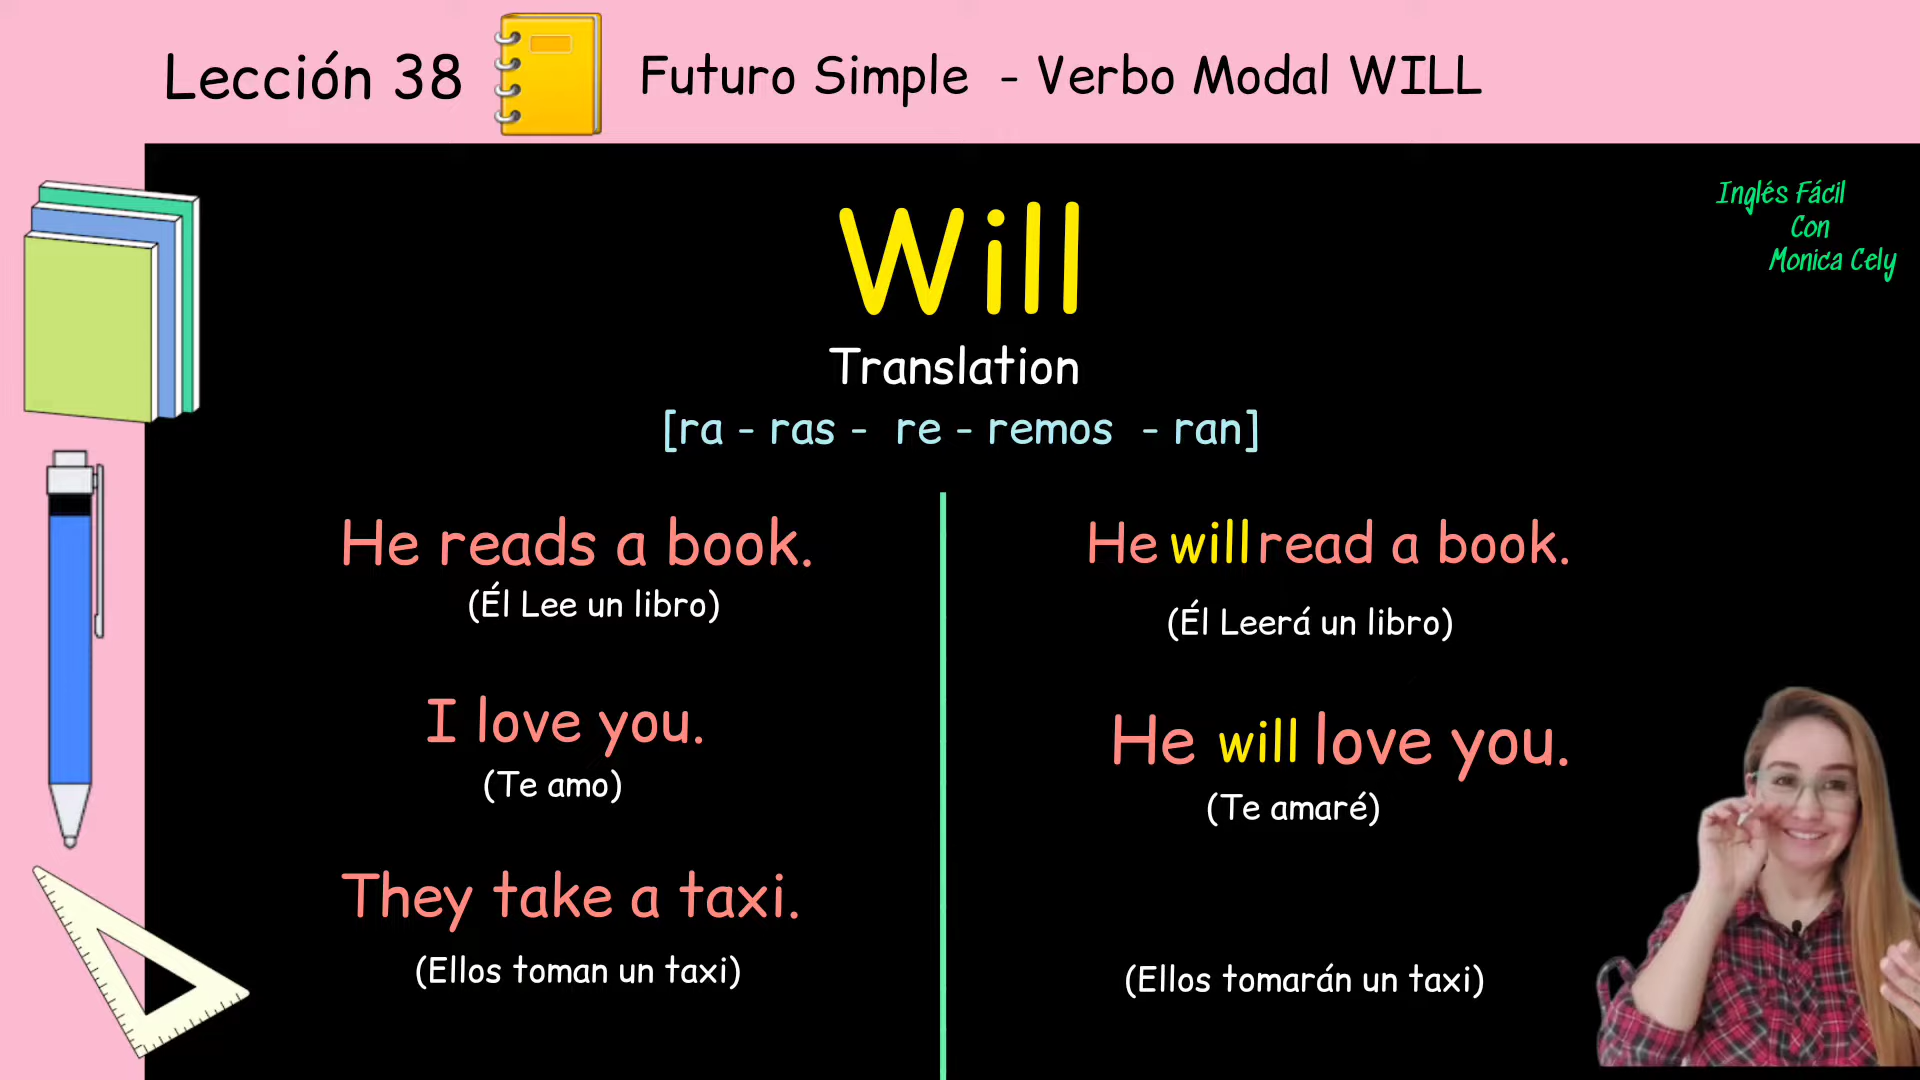 Lección 38
Futuro Simple - Verbo Modal WILL
Inglés Fácil
Con
Monica Cely
Will
Translation
[ra - ras - re - remos - ran]
He reads a book.
(Él Lee un libro)
I love you.
(Te amo)
They take a taxi.
(Ellos toman un taxi)
He will read a book.
(Él Leerá un libro)
He will love you.
(Te amaré)
(Ellos tomarán un taxi)